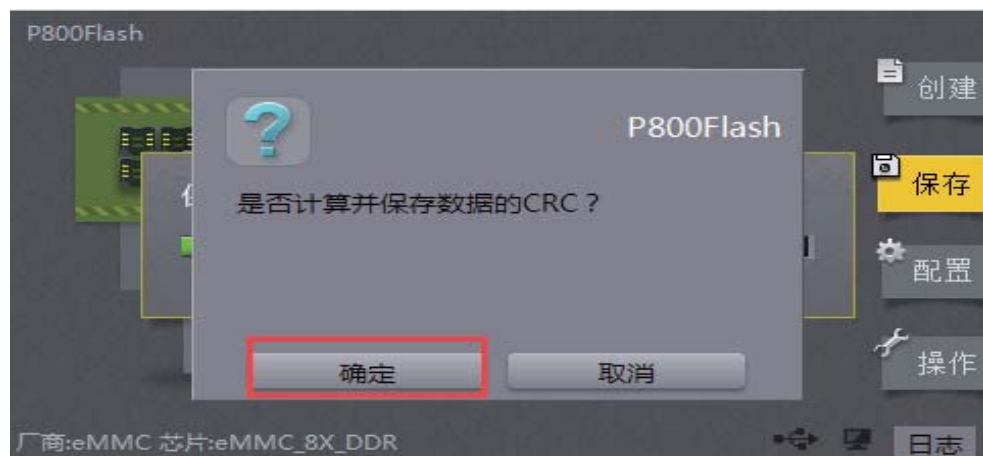 P800Flash
创建
P800Flash
保存
是否计算并保存数据的CRC？
配置
确定
取消
操作
厂商:eMMC 芯片:eMMC_8X_DDR
日志